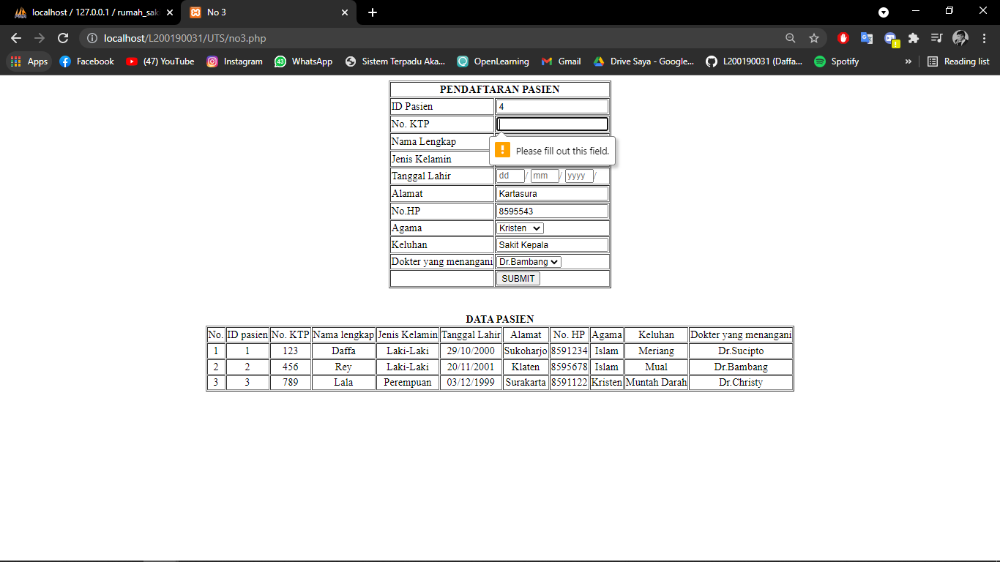 localhost / 127.0.0.1 / rumah_sak
No 3
localhost/L200190031/UTS/no3.php
Apps Facebook (47) YouTube Instagram 43 WhatsApp Sistem Terpadu Aka... OpenLearning Gmail Drive Saya - Google... L200190031 (Daffa... Spotify » Reading list
PENDAFTARAN PASIEN
ID Pasien 4
No. KTP
Nama Lengkap
Please fill out this field.
Jenis Kelamin
Tanggal Lahir dd / mm / yyyy /
Alamat Kartasura
No.HP 8595543
Agama Kristen
Keluhan Sakit Kepala
Dokter yang menangani Dr.Bambang
SUBMIT
DATA PASIEN
No. ID pasien No. KTP Nama lengkap Jenis Kelamin Tanggal Lahir Alamat No. HP Agama Keluhan Dokter yang menangani
1 1 123 Daffa Laki-Laki 29/10/2000 Sukoharjo 8591234 Islam Meriang Dr.Sucipto
2 2 456 Rey Laki-Laki 20/11/2001 Klaten 8595678 Islam Mual Dr.Bambang
3 3 789 Lala Perempuan 03/12/1999 Surakarta 8591122 Kristen Muntah Darah Dr.Christy